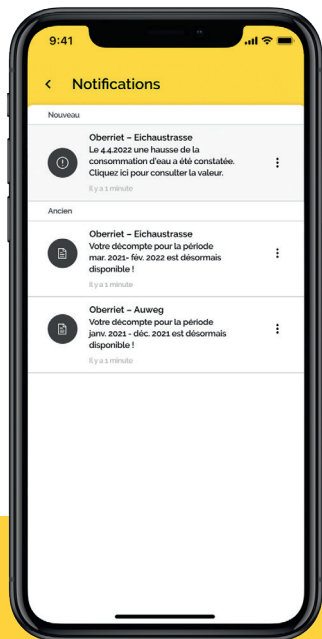 9:41
Notifications
Nouveau
Oberriet – Eichaustrasse
Le 4.4.2022 une hausse de la
consommation d'eau a été constatée.
Cliquez ici pour consulter la valeur.
Il y a 1 minute
Ancien
Oberriet – Eichaustrasse
Votre décompte pour la période
mar. 2021- fév. 2022 est désormais
disponible !
Il y a 1 minute
Oberriet – Auweg
Votre décompte pour la période
janv. 2021 - déc. 2021 est désormais
disponible !
Il y a 1 minute